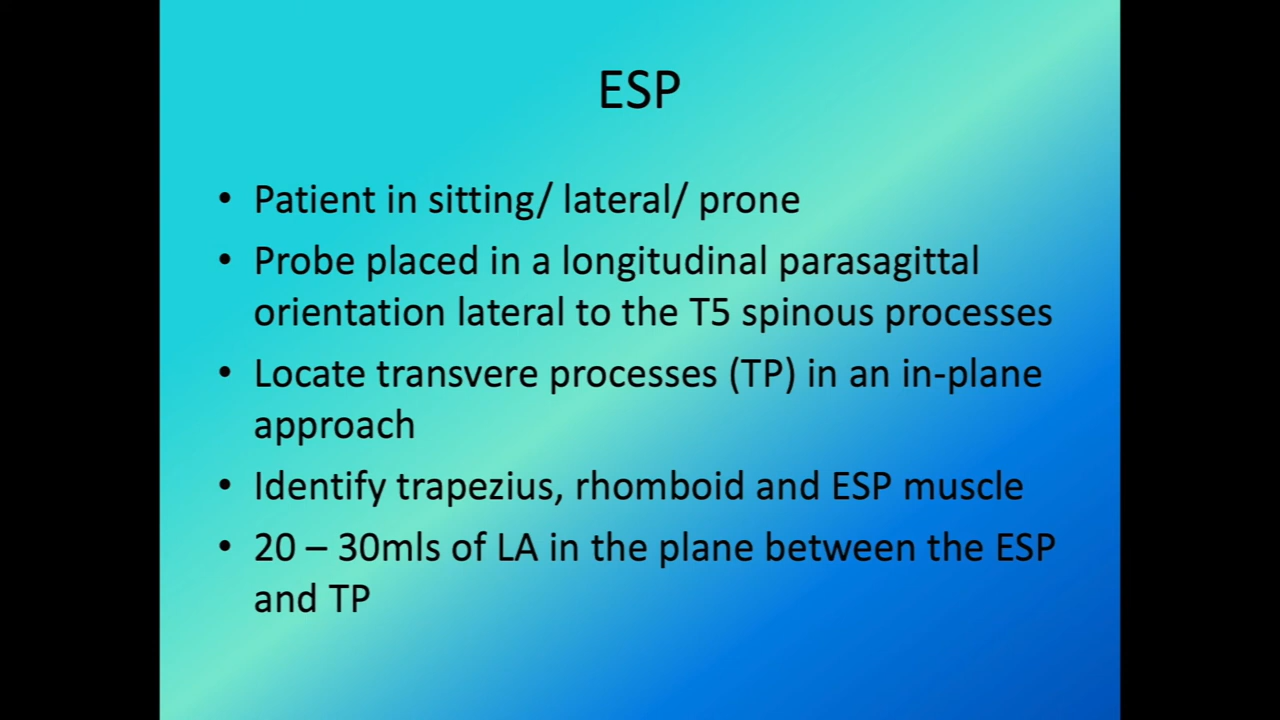 ESP
• Patient in sitting/ lateral/ prone
• Probe placed in a longitudinal parasagittal
orientation lateral to the T5 spinous processes
• Locate transvere processes (TP) in an in-plane
approach
• Identify trapezius, rhomboid and ESP muscle
• 20 – 30mls of LA in the plane between the ESP
and TP